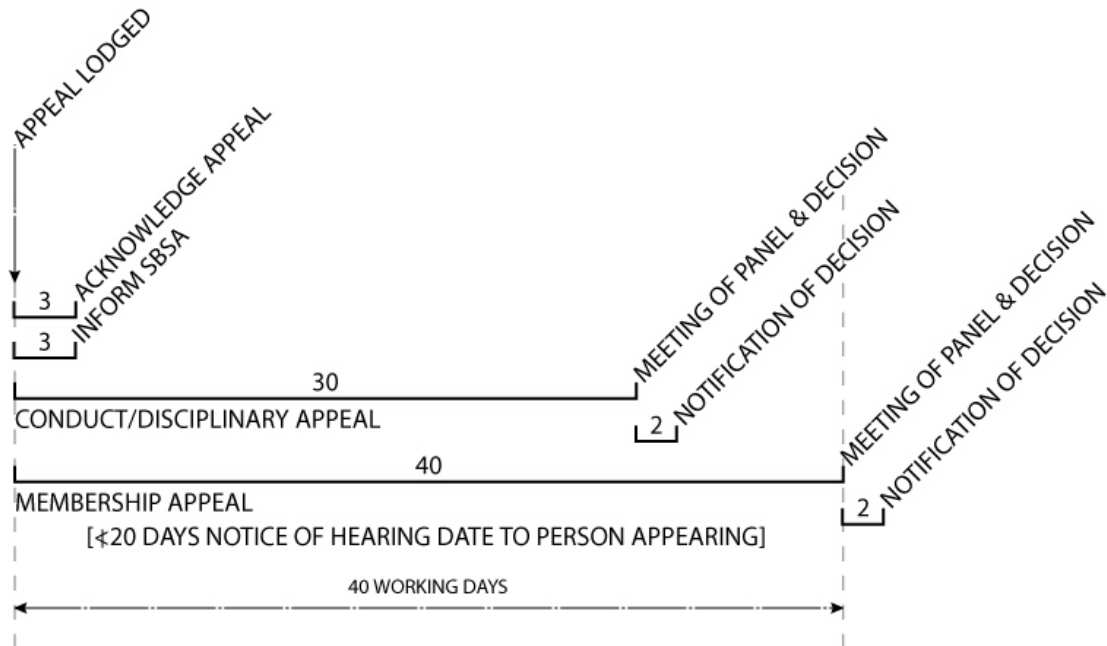 APPEAL LODGED
ACKNOWLEDGE APPEAL
3
INFORM SBSA
3
MEETING OF PANEL & DECISION
30
CONDUCT/DISCIPLINARY APPEAL
NOTIFICATION OF DECISION
2
MEETING OF PANEL & DECISION
40
MEMBERSHIP APPEAL
NOTIFICATION OF DECISION
2
[≮20 DAYS NOTICE OF HEARING DATE TO PERSON APPEARING]
40 WORKING DAYS